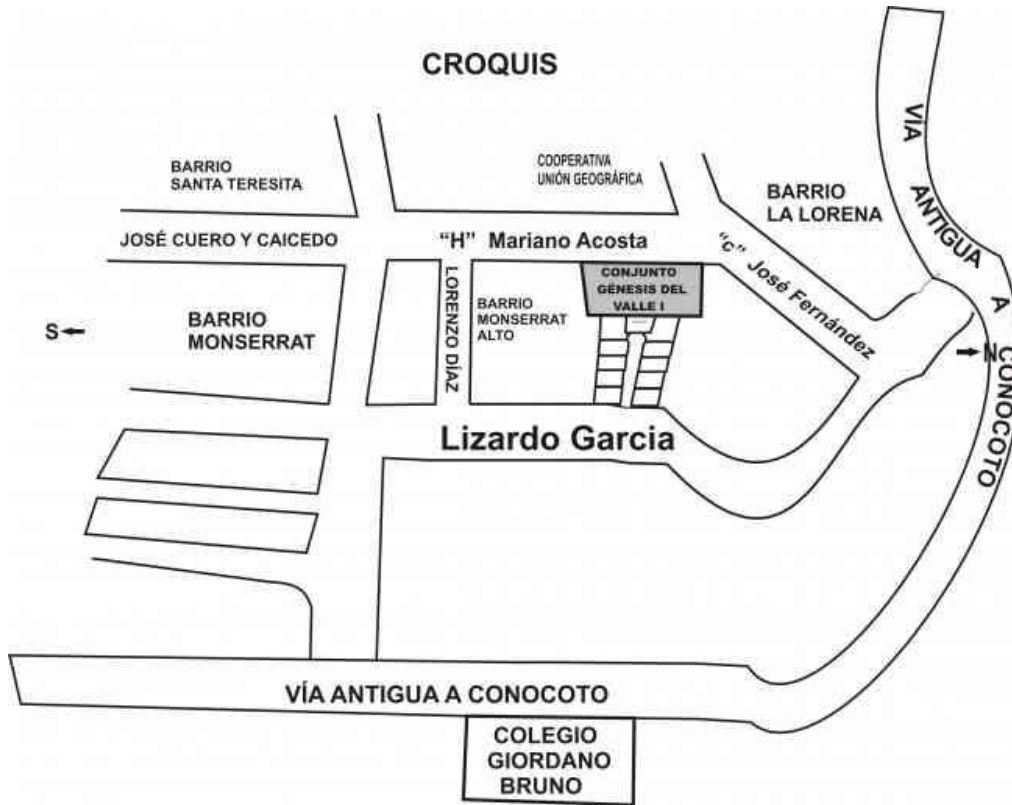 CROQUIS
VÍA
ANTIGUA
A
CONOCOTO
BARRIO
SANTA TERESITA
COOPERATIVA
UNIÓN GEOGRÁFICA
BARRIO
LA LORENA
JOSÉ CUERO Y CAICEDO
“H” Mariano Acosta
“c” José Fernández
CONJUNTO
GÉNESIS DEL
VALLE I
LORENZO DÍAZ
BARRIO
MONSERRAT
ALTO
BARRIO
MONSERRAT
S
N
Lizardo Garcia
VÍA ANTIGUA A CONOCOTO
COLEGIO
GIORDANO
BRUNO